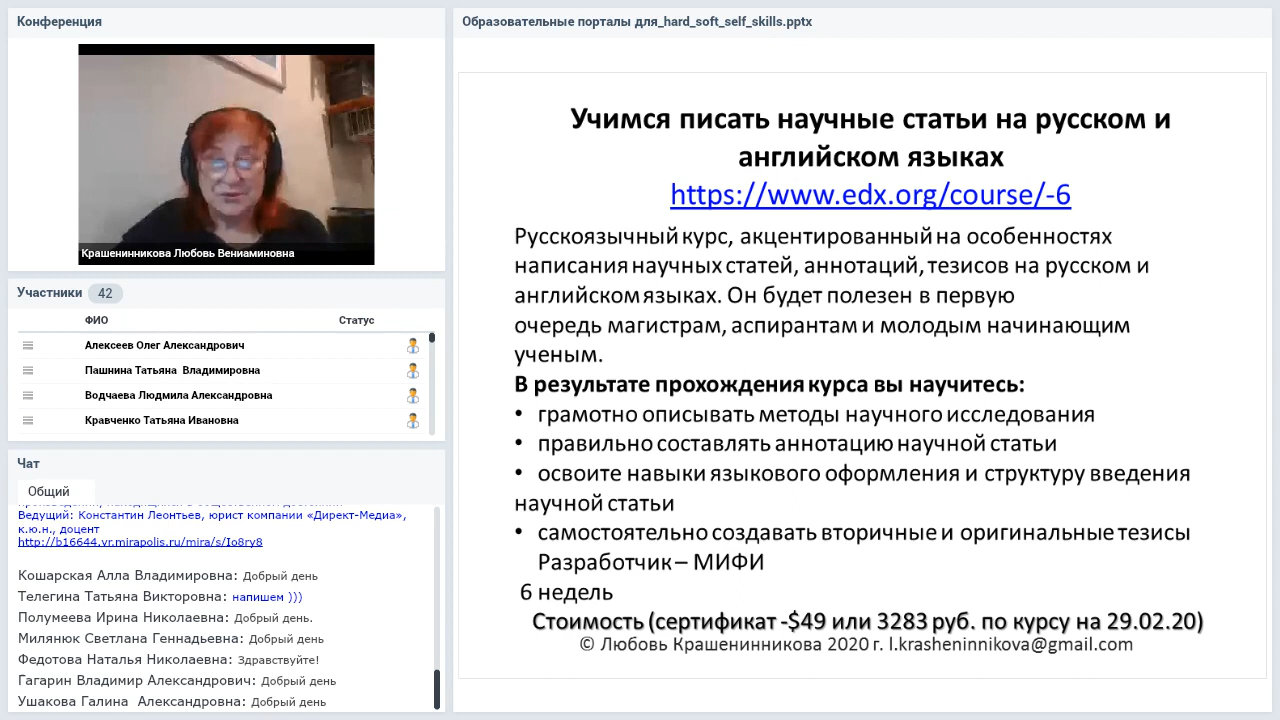 Конференция
Крашенинникова Любовь Вениаминовна
Участники 42
ФИО Статус
Алексеев Олег Александрович
Пашнина Татьяна Владимировна
Водчаева Людмила Александровна
Кравченко Татьяна Ивановна
Чат
Общий
Ведущий: Константин Леонтьев, юрист компании «Директ-Медиа»,
к.ю.н., доцент
http://b16644.vr.mirapolis.ru/mira/s/Io8ry8
Кошарская Алла Владимировна: Добрый день
Телегина Татьяна Викторовна: напишем )))
Полумеева Ирина Николаевна: Добрый день.
Милянюк Светлана Геннадьевна: Добрый день
Федотова Наталья Николаевна: Здравствуйте!
Гагарин Владимир Александрович: Добрый день
Ушакова Галина Александровна: Добрый день
Образовательные порталы для_hard_soft_self_skills.pptx
Учимся писать научные статьи на русском и
английском языках
https://www.edx.org/course/-6
Русскоязычный курс, акцентированный на особенностях
написания научных статей, аннотаций, тезисов на русском и
английском языках. Он будет полезен в первую
очередь магистрам, аспирантам и молодым начинающим
ученым.
В результате прохождения курса вы научитесь:
• грамотно описывать методы научного исследования
• правильно составлять аннотацию научной статьи
• освоите навыки языкового оформления и структуру введения
научной статьи
• самостоятельно создавать вторичные и оригинальные тезисы
Разработчик – МИФИ
6 недель
Стоимость (сертификат -$49 или 3283 руб. по курсу на 29.02.20)
© Любовь Крашенинникова 2020 г. l.krasheninnikova@gmail.com